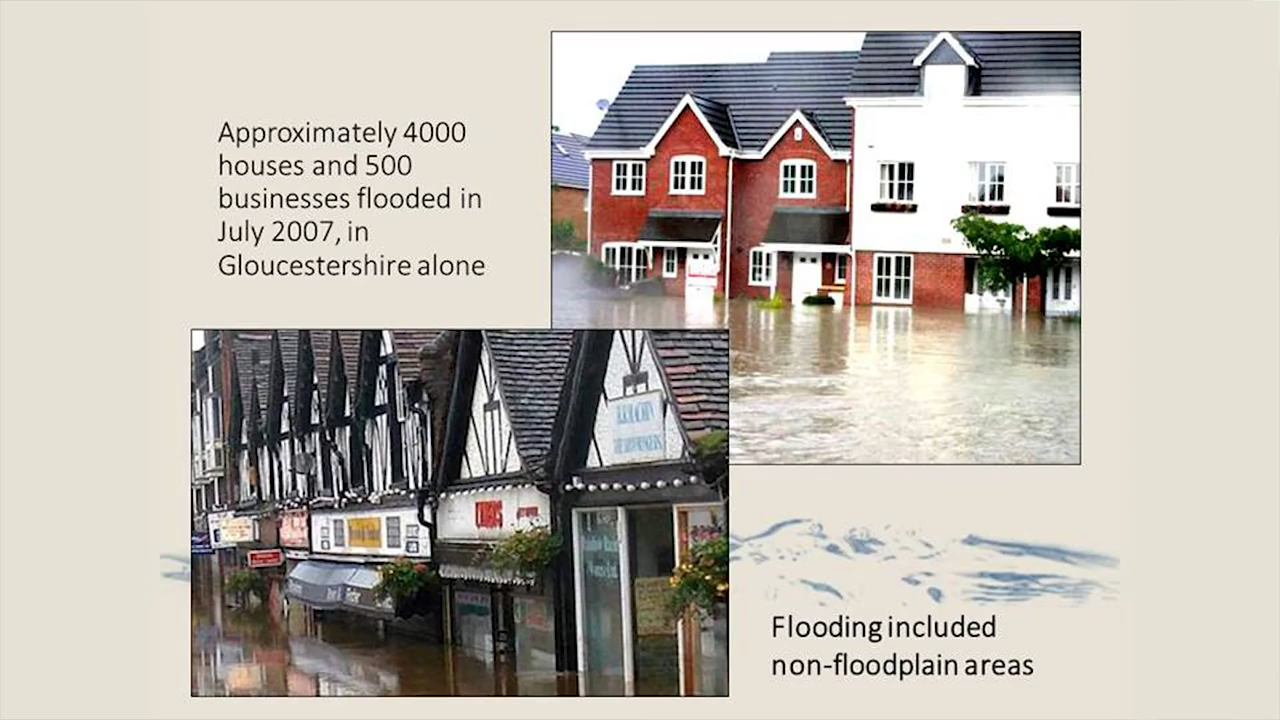 Approximately 4000
houses and 500
businesses flooded in
July 2007, in
Gloucestershire alone
Flooding included
non-floodplain areas